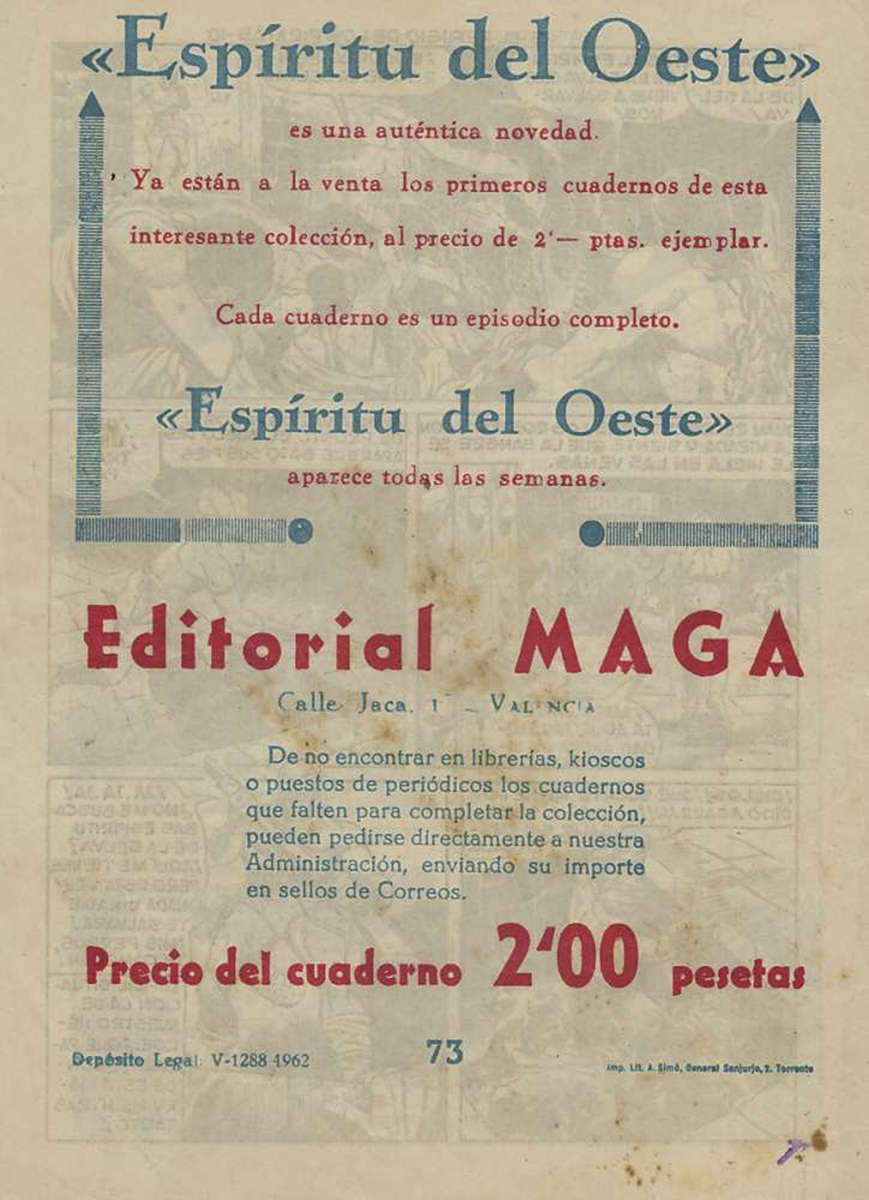 «Espíritu del Oeste»
es una auténtica novedad.
Ya están a la venta los primeros cuadernos de esta
interesante colección, al precio de 2'— ptas. ejemplar.
Cada cuaderno es un episodio completo.
«Espíritu del Oeste»
aparece todas las semanas.
Editorial MAGA
Calle Jaca, 1 – VALENCIA
De no encontrar en librerías, kioscos
o puestos de periódicos los cuadernos
que falten para completar la colección,
pueden pedirse directamente a nuestra
Administración, enviando su importe
en sellos de Correos.
Precio del cuaderno 2'00 pesetas
Depósito Legal: V-1288-1962
73
Imp. Lit. A. Simó, General Sanjurjo, 2. Torrente